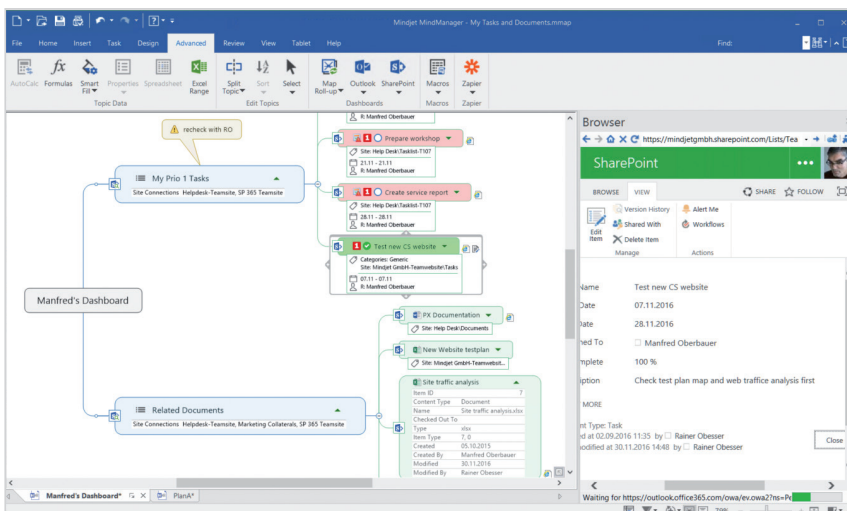 Mindjet MindManager - My Tasks and Documents.mmap
File Home Insert Task Design Advanced Review View Tablet Help Find:
AutoCalc Formulas Smart Fill Properties Spreadsheet Excel Range Split Topic Sort Select Map Roll-up Outlook SharePoint Macros Zapier
Topic Data Edit Topics Dashboards Macros Zapier
R: Manfred Oberbauer
recheck with RO
Prepare workshop
Site: Help Desk\Tasklist-T107
21.11 - 21.11
R: Manfred Oberbauer
My Prio 1 Tasks
Site Connections Helpdesk-Teamsite, SP 365 Teamsite
Create service report
Site: Help Desk\Tasklist-T107
28.11 - 28.11
R: Manfred Oberbauer
Test new CS website
Categories: Generic
Site: Mindjet GmbH-Teamwebsite\Tasks
07.11 - 07.11
R: Manfred Oberbauer
Manfred's Dashboard
PX Documentation
Site: Help Desk\Documents
New Website testplan
Site: Mindjet GmbH-Teamwebsit...
Related Documents
Site Connections Helpdesk-Teamsite, Marketing Collaterals, SP 365 Teamsite
Site traffic analysis
Item ID 7
Content Type Document
Name Site traffic analysis.xlsx
Checked Out To
Type xlsx
Item Type 7, 0
Created 05.10.2015
Created By Manfred Oberbauer
Modified 30.11.2016
Modified By Rainer Obesser
Manfred's Dashboard* PlanA*
Browser
https://mindjetgmbh.sharepoint.com/Lists/Tea
SharePoint
BROWSE VIEW SHARE FOLLOW
Edit Item
Version History
Shared With
Delete Item
Alert Me
Workflows
Manage Actions
Name Test new CS website
Date 07.11.2016
Date 28.11.2016
ned To Manfred Oberbauer
mplete 100 %
iption Check test plan map and web traffice analysis first
MORE
nt Type: Task
ed at 02.09.2016 11:35 by Rainer Obesser
odified at 30.11.2016 14:48 by Rainer Obesser
Close
Waiting for https://outlook.office365.com/owa/ev.owa2?ns=Pe